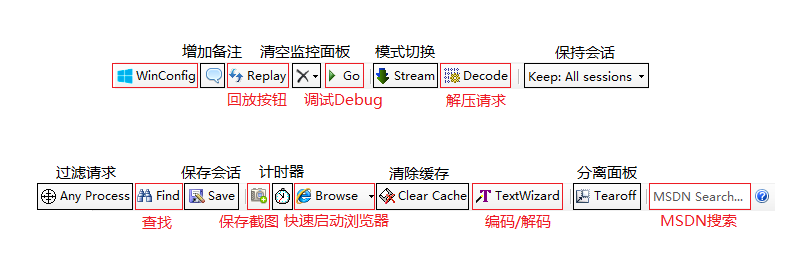 增加备注 清空监控面板 模式切换 保持会话
WinConfig Replay Go Stream Decode Keep: All sessions
回放按钮 调试Debug 解压请求
过滤请求 保存会话 计时器 清除缓存 分离面板
Any Process Find Save Browse Clear Cache TextWizard Tearoff MSDN Search...
查找 保存截图 快速启动浏览器 编码/解码 MSDN搜索